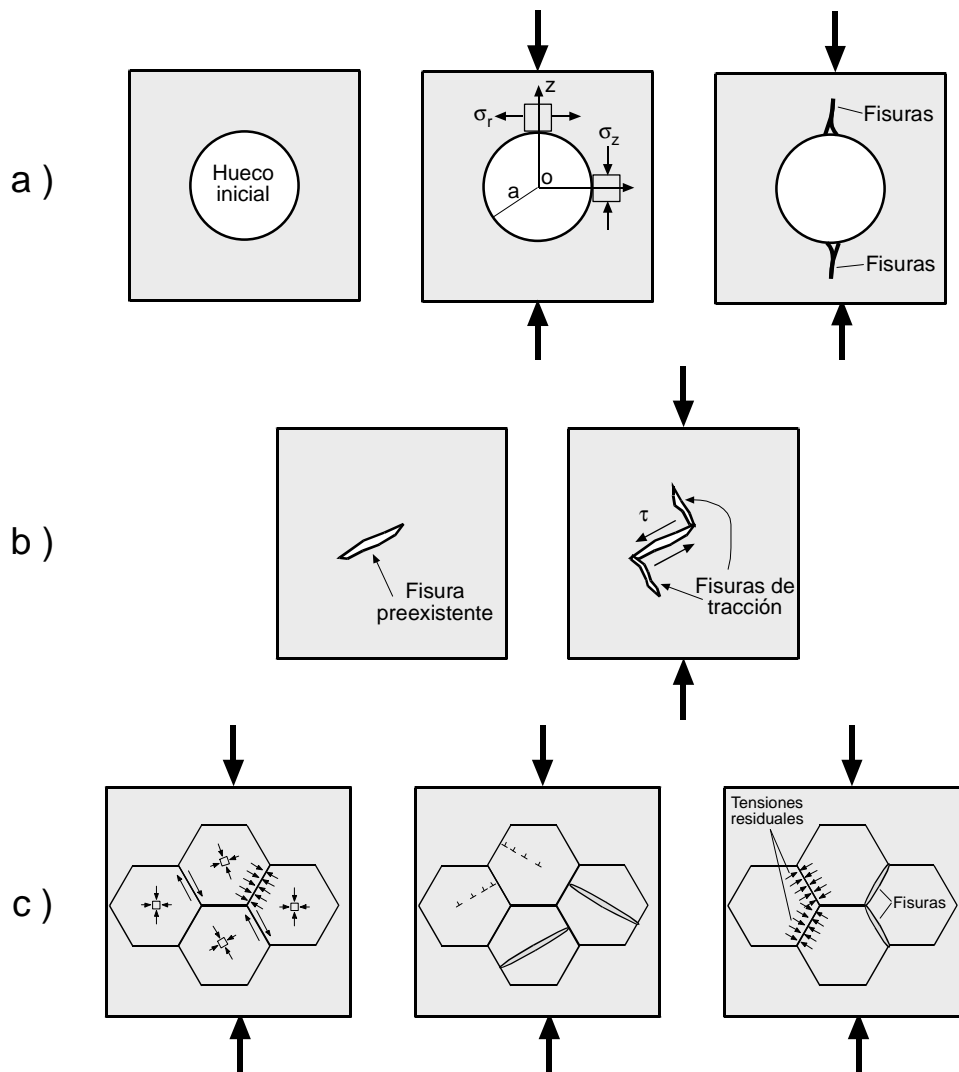 a )
Hueco
inicial
z
σr
σz
o
a
Fisuras
Fisuras
b )
Fisura
preexistente
τ
Fisuras de
tracción
c )
Tensiones
residuales
Fisuras